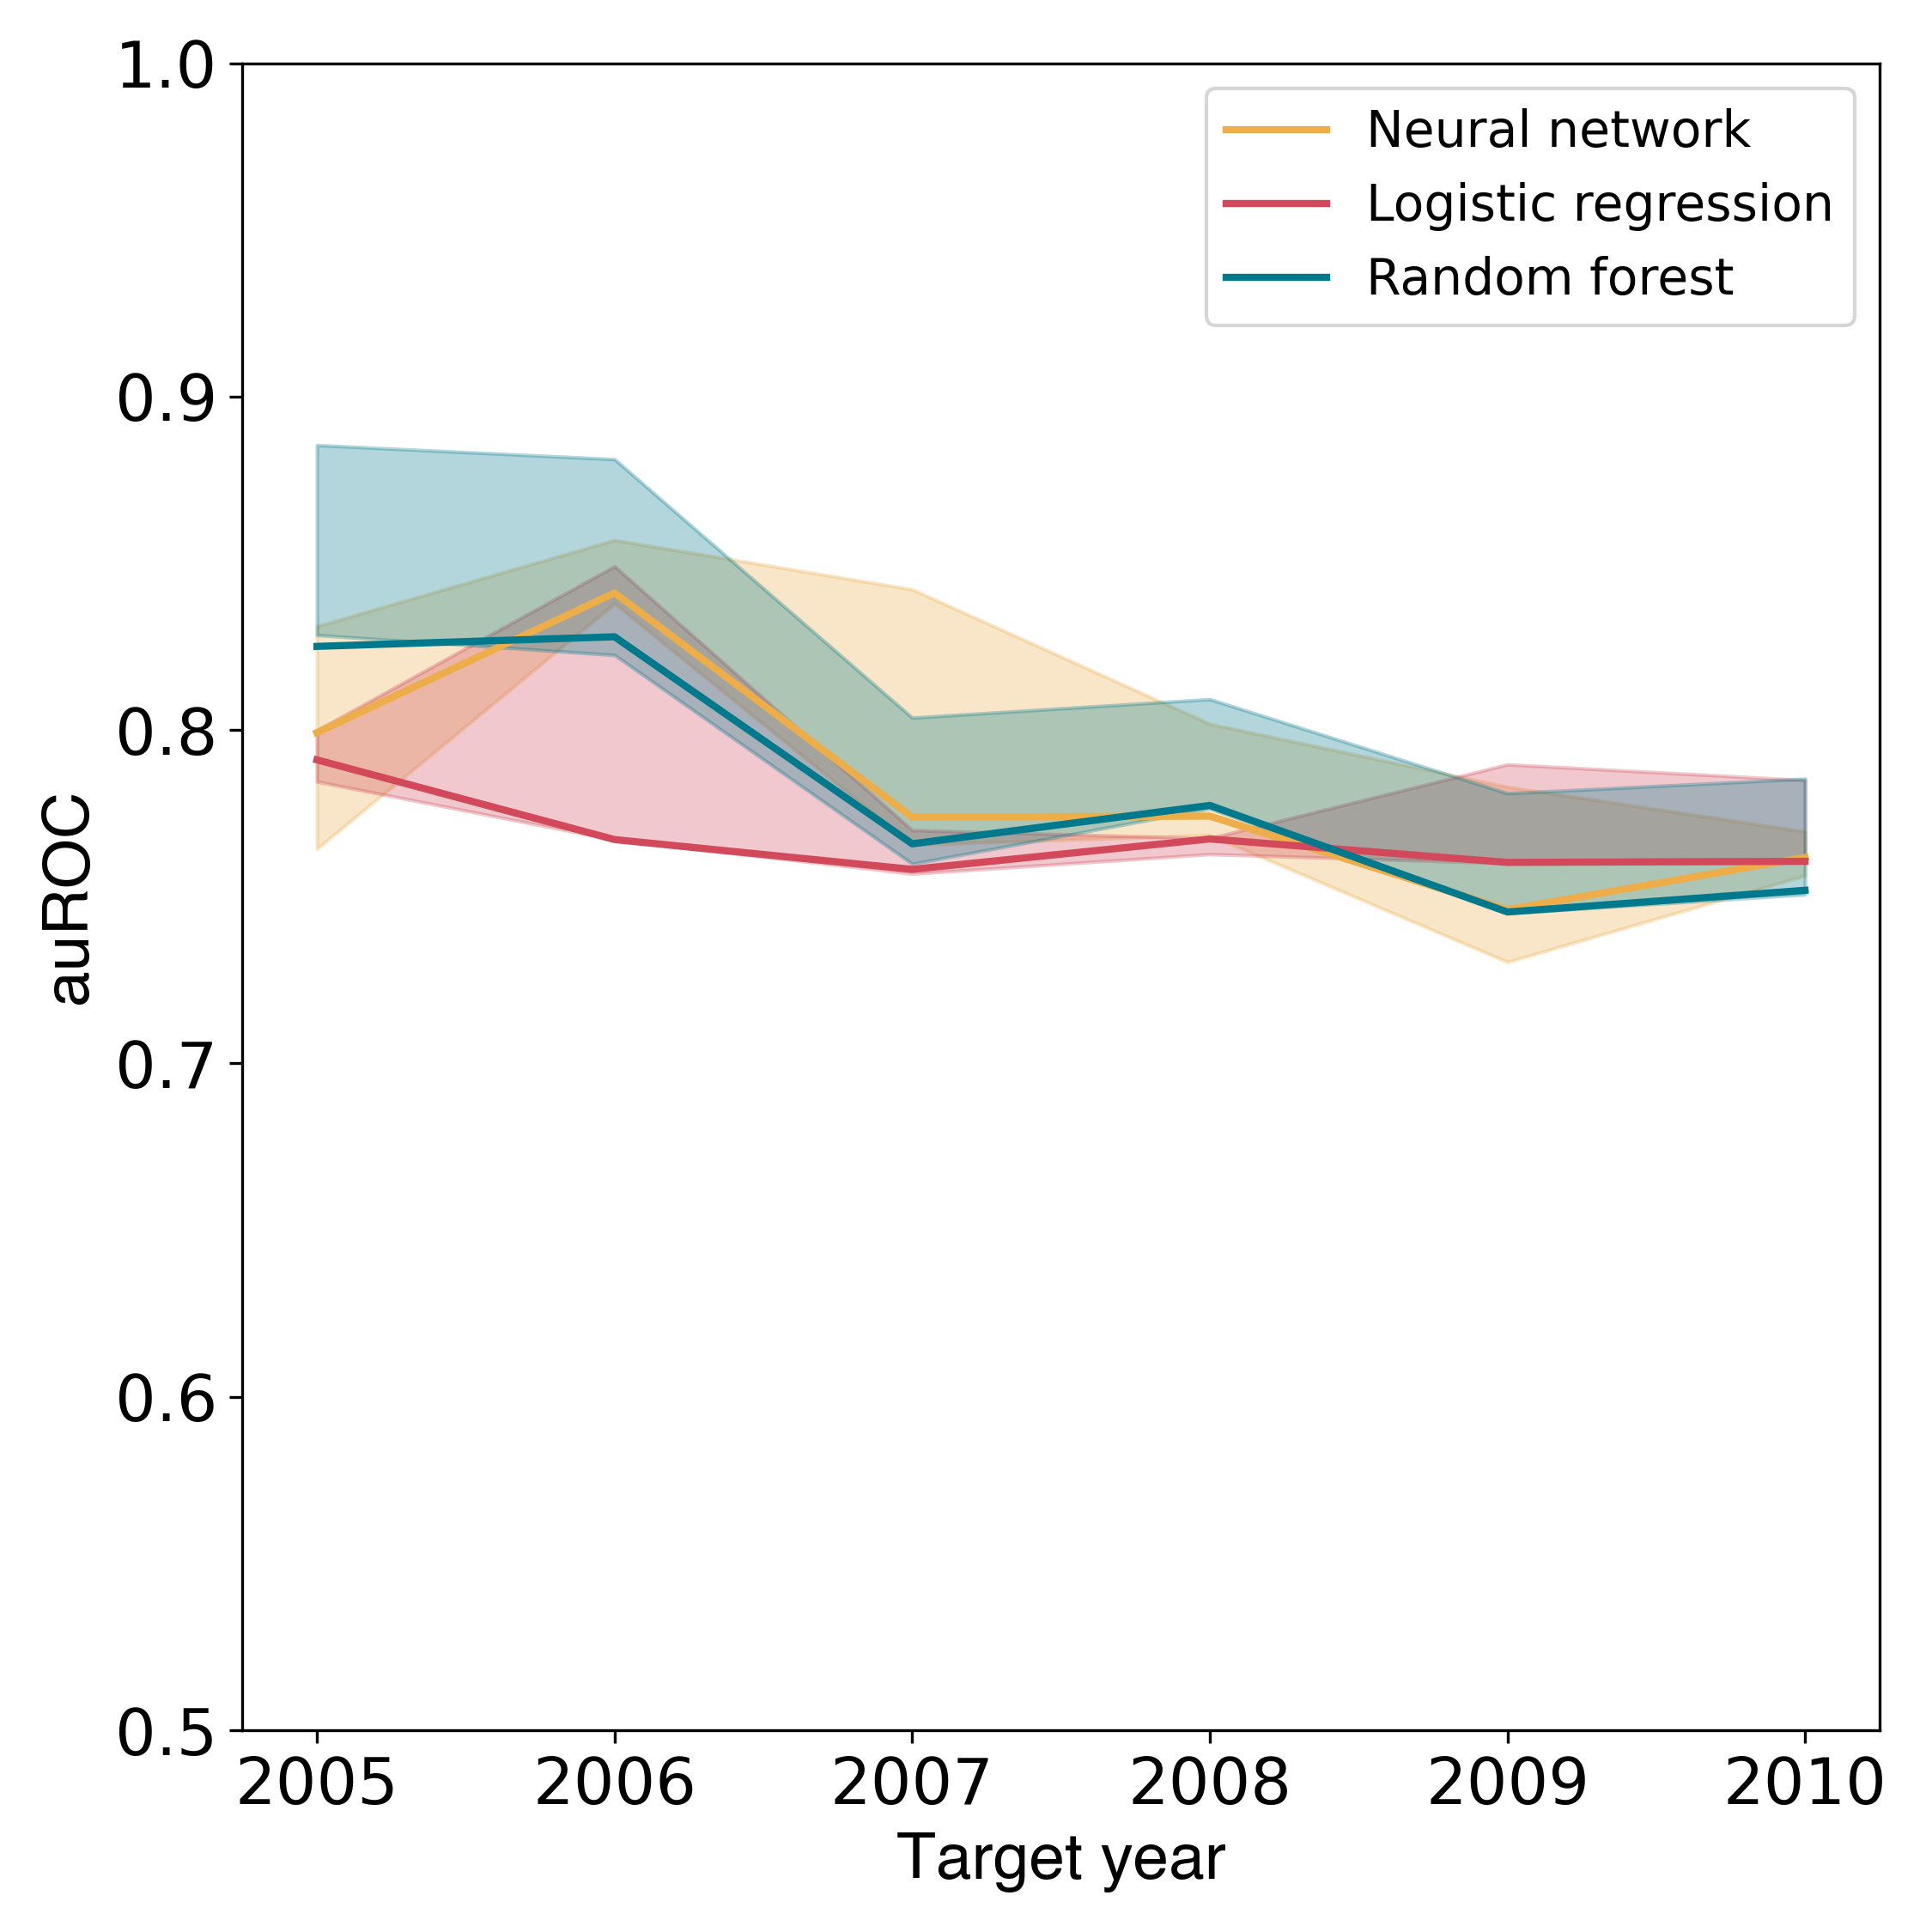 1.0
0.9
0.8
0.7
0.6
0.5
auROC
2005 2006 2007 2008 2009 2010
Target year
Neural network
Logistic regression
Random forest